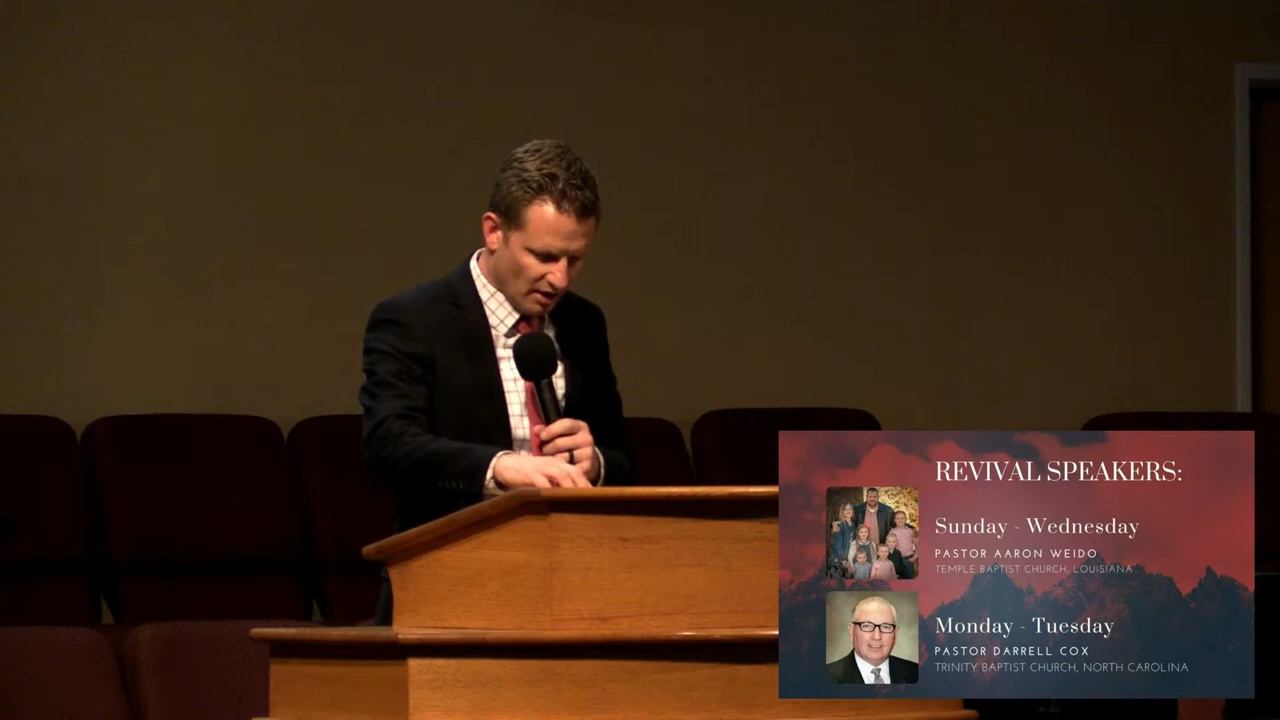 REVIVAL SPEAKERS:
Sunday - Wednesday
PASTOR AARON WEIDO
TEMPLE BAPTIST CHURCH, LOUISIANA
Monday - Tuesday
PASTOR DARRELL COX
TRINITY BAPTIST CHURCH, NORTH CAROLINA